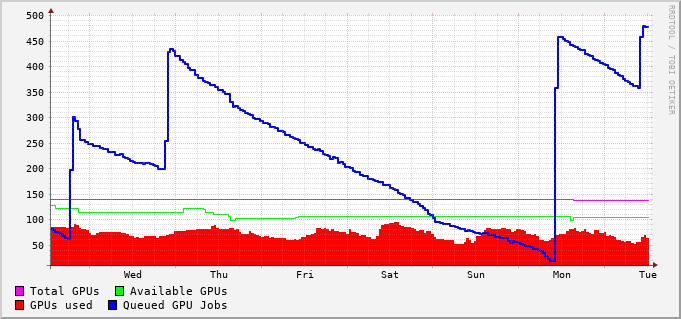 500
450
400
350
300
250
200
150
100
50
Wed Thu Fri Sat Sun Mon Tue
Total GPUs Available GPUs
GPUs used Queued GPU Jobs
RRDTOOL / TOBI OETIKER